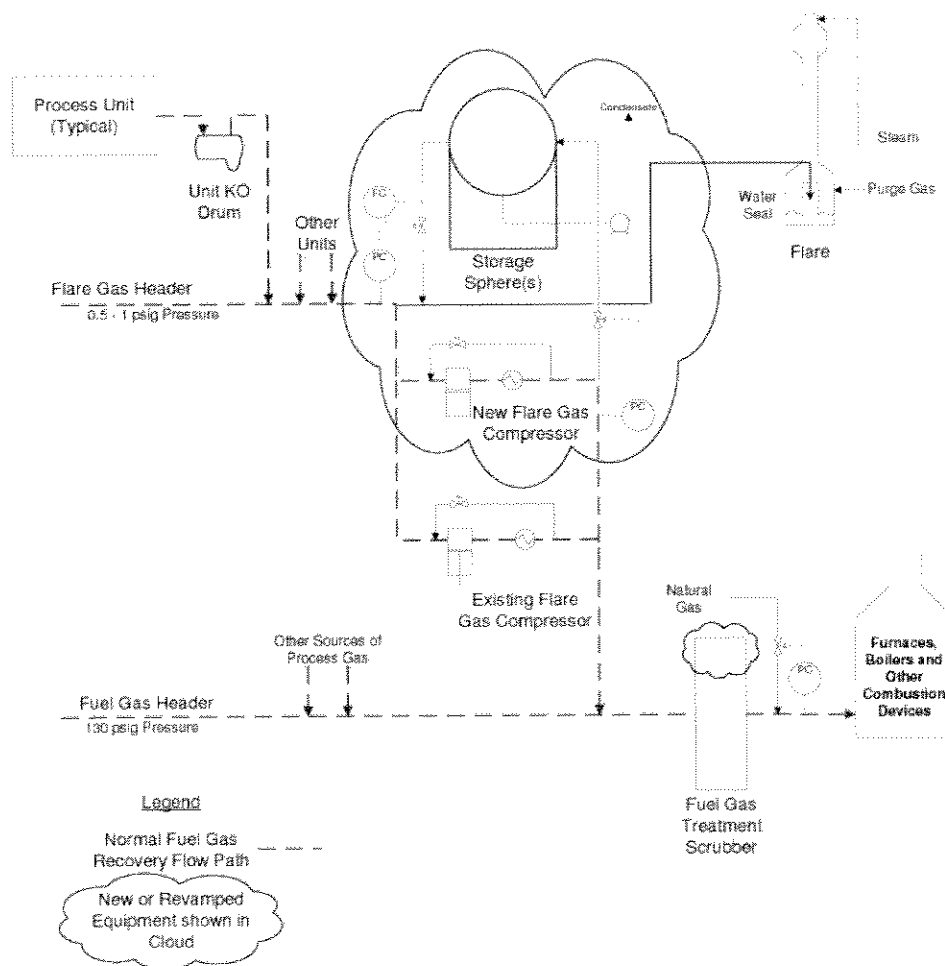 Process Unit
(Typical)
Unit KO
Drum
Other
Units
Flare Gas Header
0.5 - 1 psig Pressure
FC
PC
Storage
Sphere(s)
Condensate
Steam
Water
Seal
Purge Gas
Flare
New Flare Gas
Compressor
PC
Existing Flare
Gas Compressor
Other Sources of
Process Gas
Fuel Gas Header
130 psig Pressure
Natural
Gas
PC
Furnaces,
Boilers and
Other
Combustion
Devices
Fuel Gas
Treatment
Scrubber
Legend
Normal Fuel Gas
Recovery Flow Path
New or Revamped
Equipment shown in
Cloud